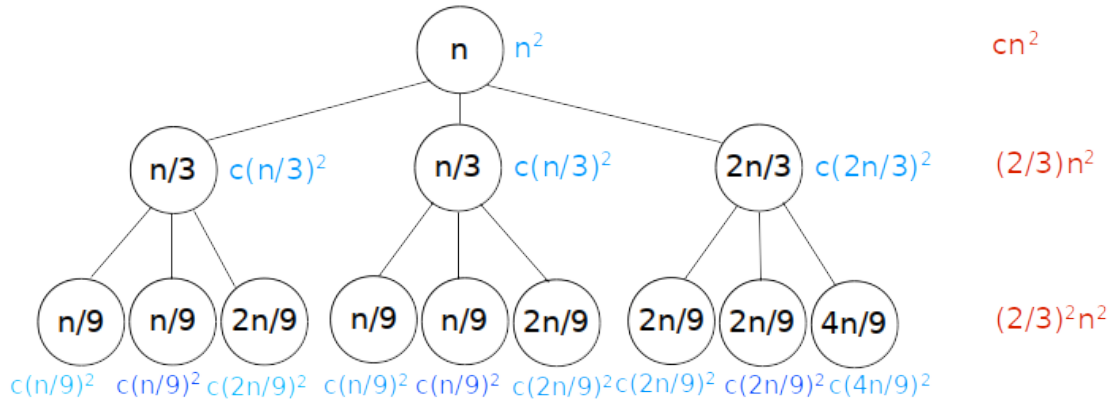 n n² cn²
n/3 c(n/3)² n/3 c(n/3)² 2n/3 c(2n/3)² (2/3)n²
n/9 n/9 2n/9 n/9 n/9 2n/9 2n/9 2n/9 4n/9 (2/3)²n²
c(n/9)² c(n/9)² c(2n/9)² c(n/9)² c(n/9)² c(2n/9)² c(2n/9)² c(2n/9)² c(4n/9)²